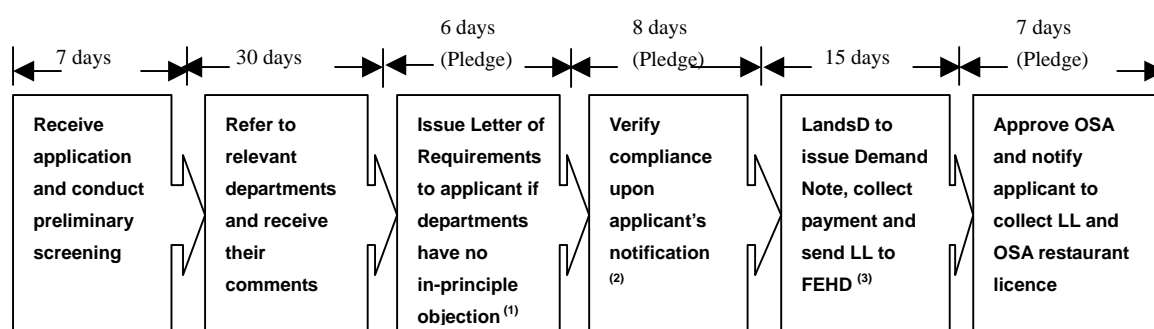 7 days
30 days
6 days
(Pledge)
8 days
(Pledge)
15 days
7 days
(Pledge)
Receive
application
and conduct
preliminary
screening
Refer to
relevant
departments
and receive
their
comments
Issue Letter of
Requirements
to applicant if
departments
have no
in-principle
objection (1)
Verify
compliance
upon
applicant's
notification
(2)
LandsD to
issue Demand
Note, collect
payment and
send LL to
FEHD (3)
Approve OSA
and notify
applicant to
collect LL and
OSA restaurant
licence